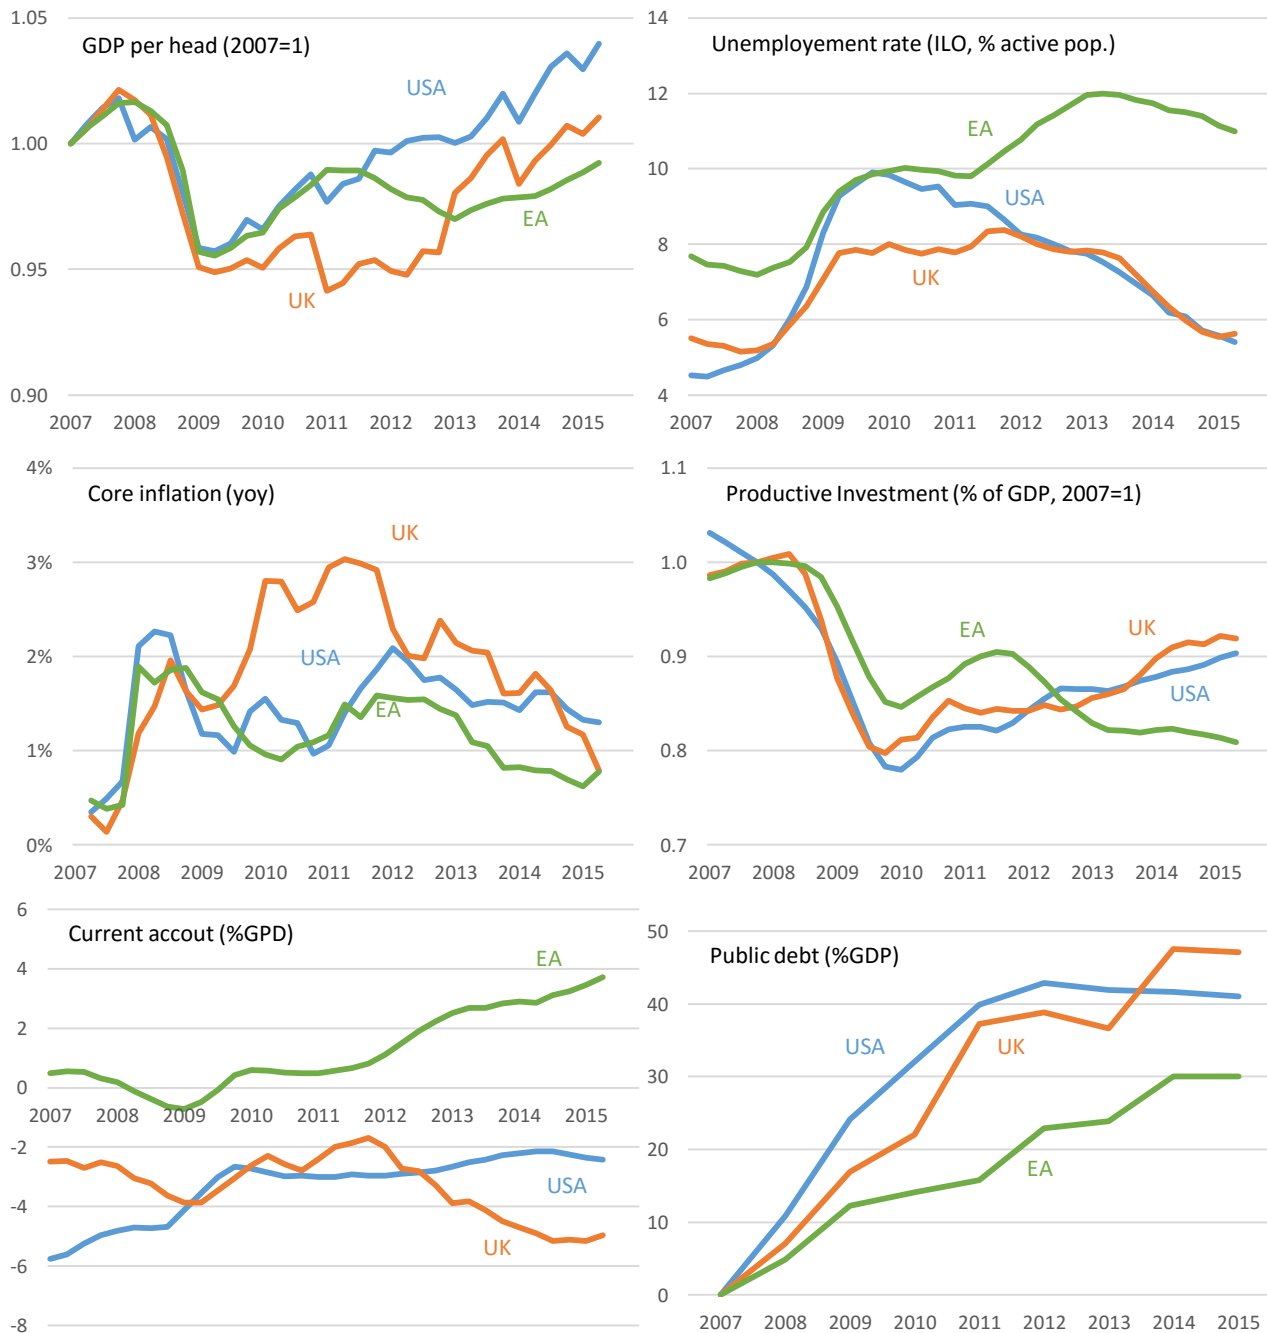 GDP per head (2007=1)
1.05
1.00
0.95
0.90
USA
EA
UK
2007 2008 2009 2010 2011 2012 2013 2014 2015
Unemployement rate (ILO, % active pop.)
14
12
10
8
6
4
EA
USA
UK
2007 2008 2009 2010 2011 2012 2013 2014 2015
Core inflation (yoy)
4%
3%
2%
1%
0%
UK
USA
EA
2007 2008 2009 2010 2011 2012 2013 2014 2015
Productive Investment (% of GDP, 2007=1)
1.1
1.0
0.9
0.8
0.7
EA
UK
USA
2007 2008 2009 2010 2011 2012 2013 2014 2015
Current accout (%GPD)
6
4
2
0
-2
-4
-6
-8
EA
2007 2008 2009 2010 2011 2012 2013 2014 2015
USA
UK
Public debt (%GDP)
50
40
30
20
10
0
USA
UK
EA
2007 2008 2009 2010 2011 2012 2013 2014 2015